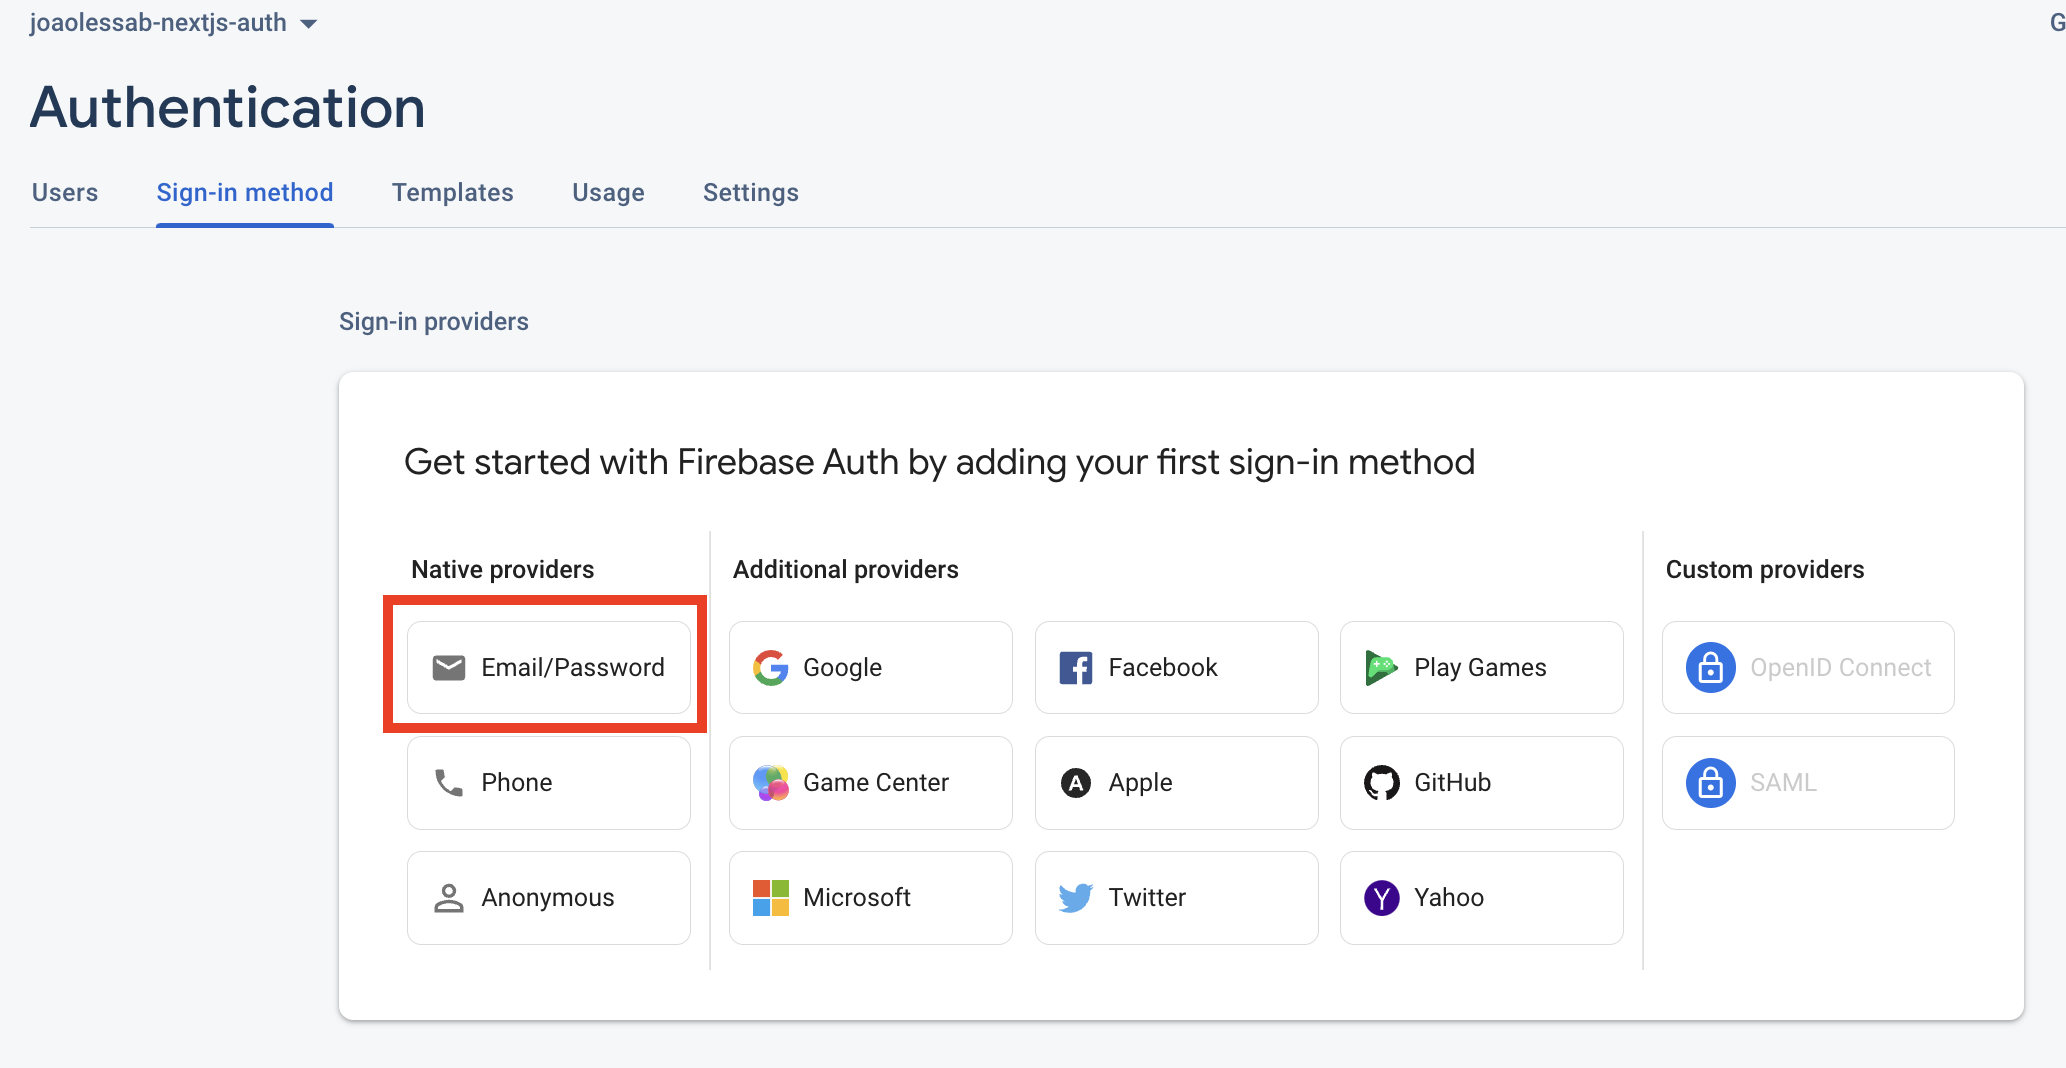 joaolessab-nextjs-auth
G
Authentication
Users Sign-in method Templates Usage Settings
Sign-in providers
Get started with Firebase Auth by adding your first sign-in method
Native providers Additional providers Custom providers
Email/Password Google Facebook Play Games OpenID Connect
Phone Game Center Apple GitHub SAML
Anonymous Microsoft Twitter Yahoo